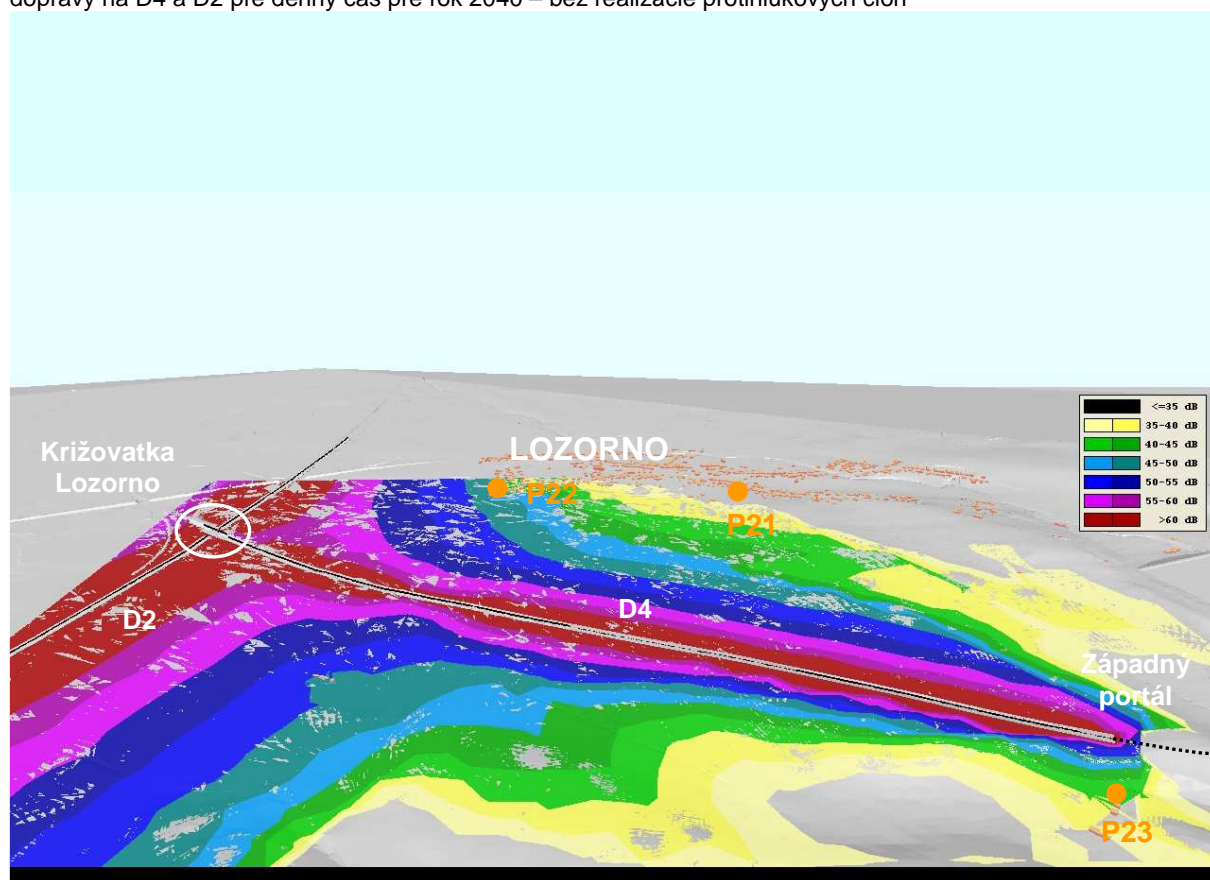 dopravy na D4 a D2 pre denný čas pre rok 2040 – bez realizácie protihlukových clôn
Križovatka
Lozorno
LOZORNO
P22
P21
D2
D4
Západný
portál
P23
<=35 dB
35-40 dB
40-45 dB
45-50 dB
50-55 dB
55-60 dB
>60 dB